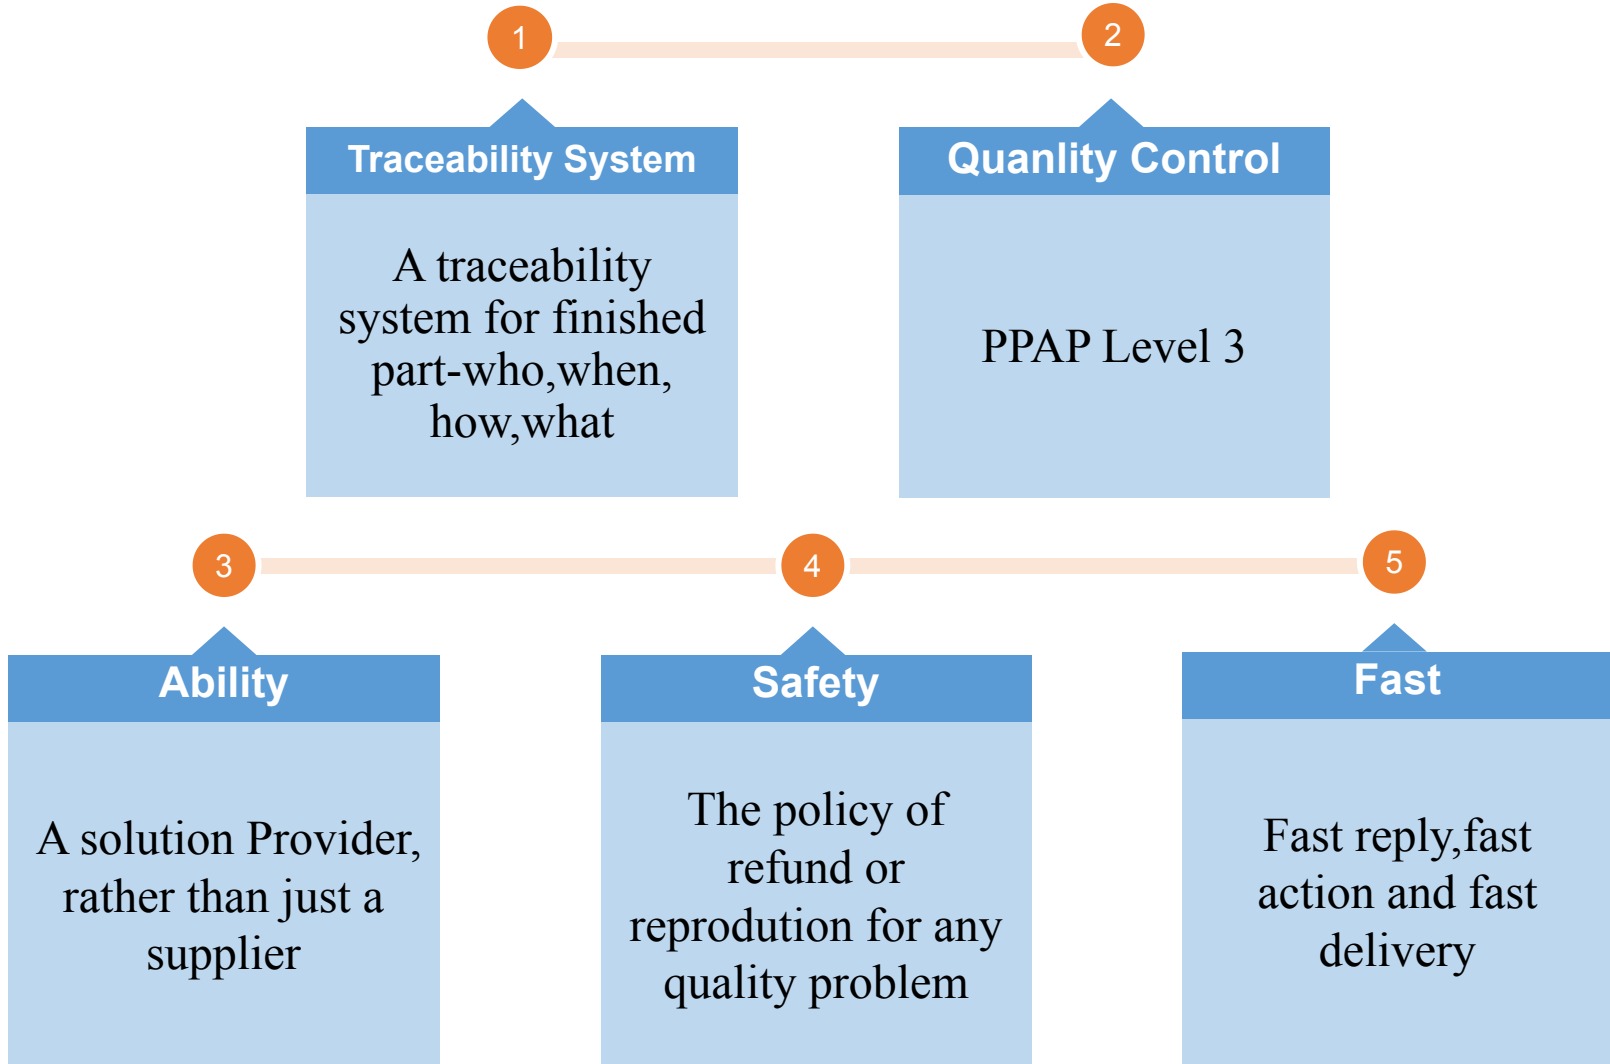 1
2
Traceability System
Quanlity Control
A traceability
system for finished
part-who,when,
how,what
PPAP Level 3
3
4
5
Ability
Safety
Fast
A solution Provider,
rather than just a
supplier
The policy of
refund or
reprodution for any
quality problem
Fast reply,fast
action and fast
delivery